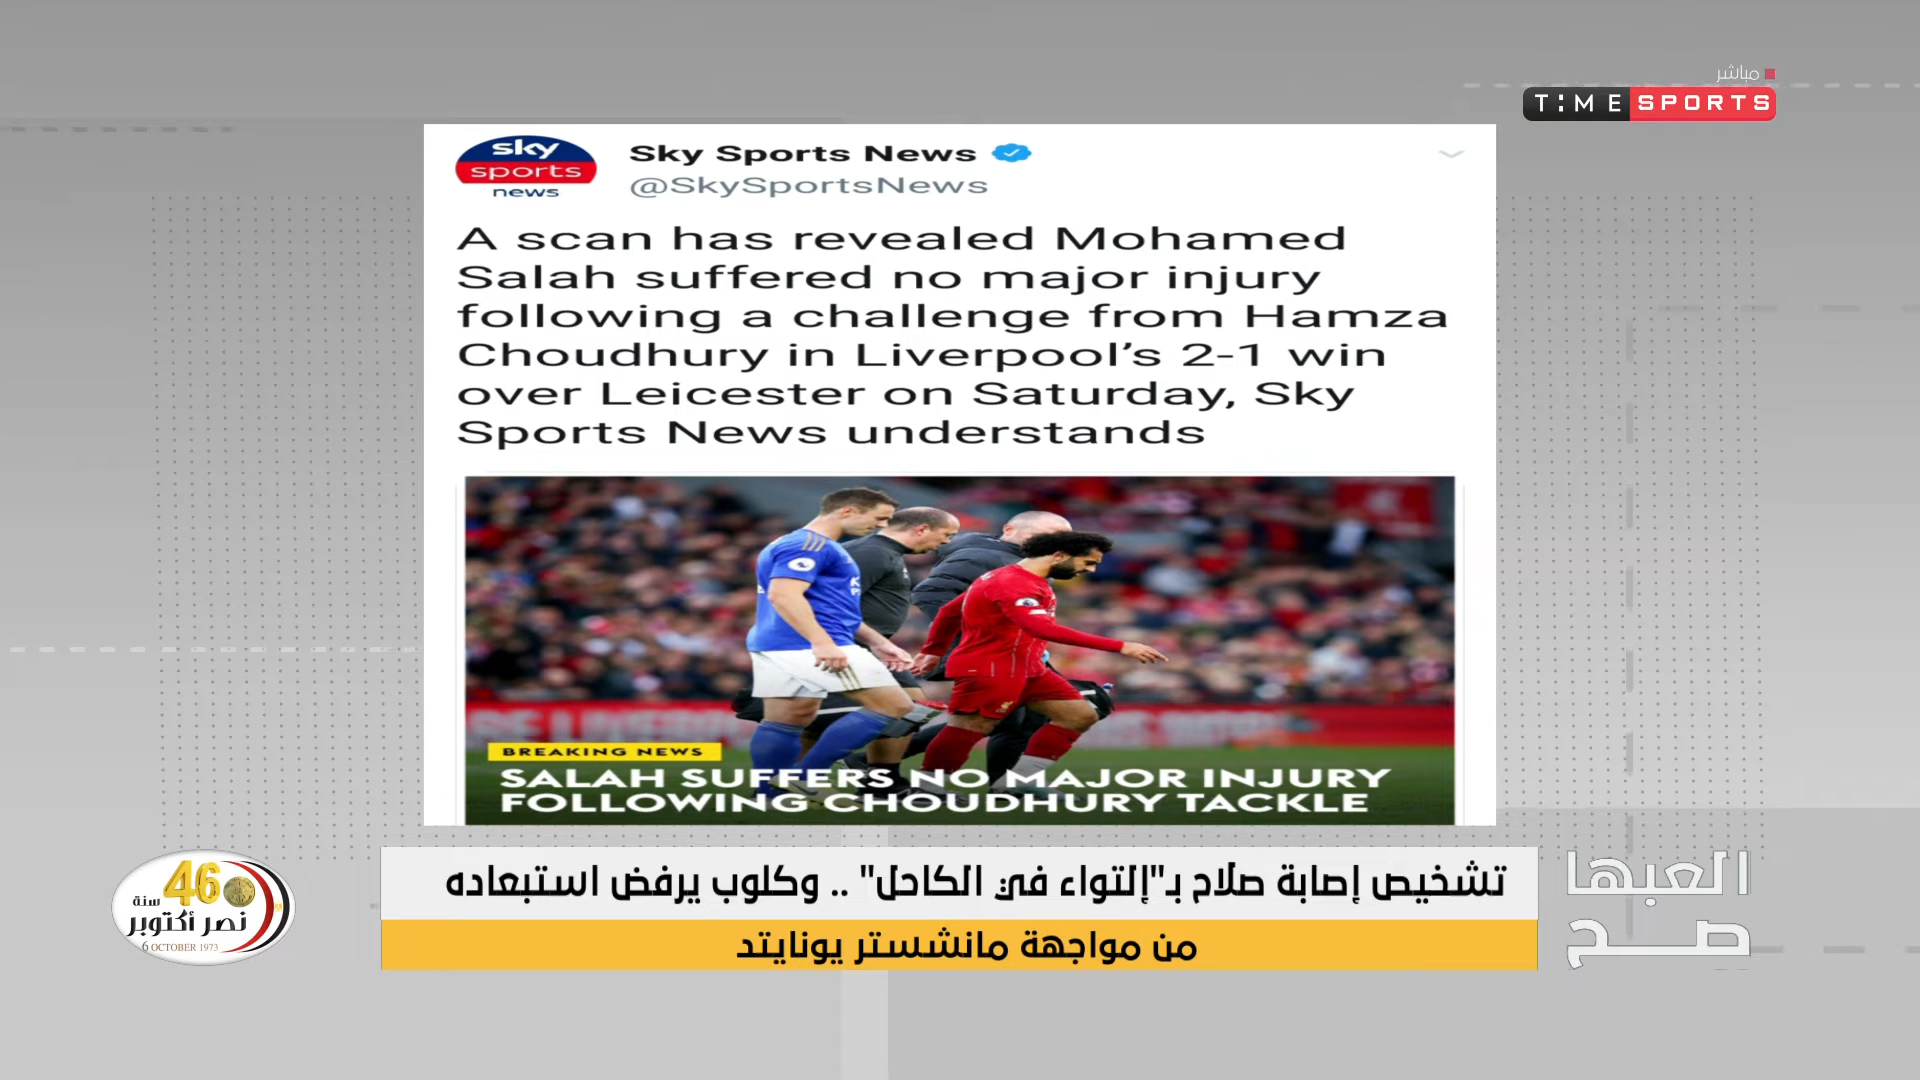 مباشر
TIME SPORTS
sky
sports
news
Sky Sports News
@SkySportsNews
A scan has revealed Mohamed
Salah suffered no major injury
following a challenge from Hamza
Choudhury in Liverpool’s 2-1 win
over Leicester on Saturday, Sky
Sports News understands
BREAKING NEWS
SALAH SUFFERS NO MAJOR INJURY
FOLLOWING CHOUDHURY TACKLE
تشخيص إصابة صلاح بـ"إلتواء في الكاحل" .. وكلوب يرفض استبعاده
من مواجهة مانشستر يونايتد
العبها
صح
46
سنة
نصر أكتوبر
6 OCTOBER 1973